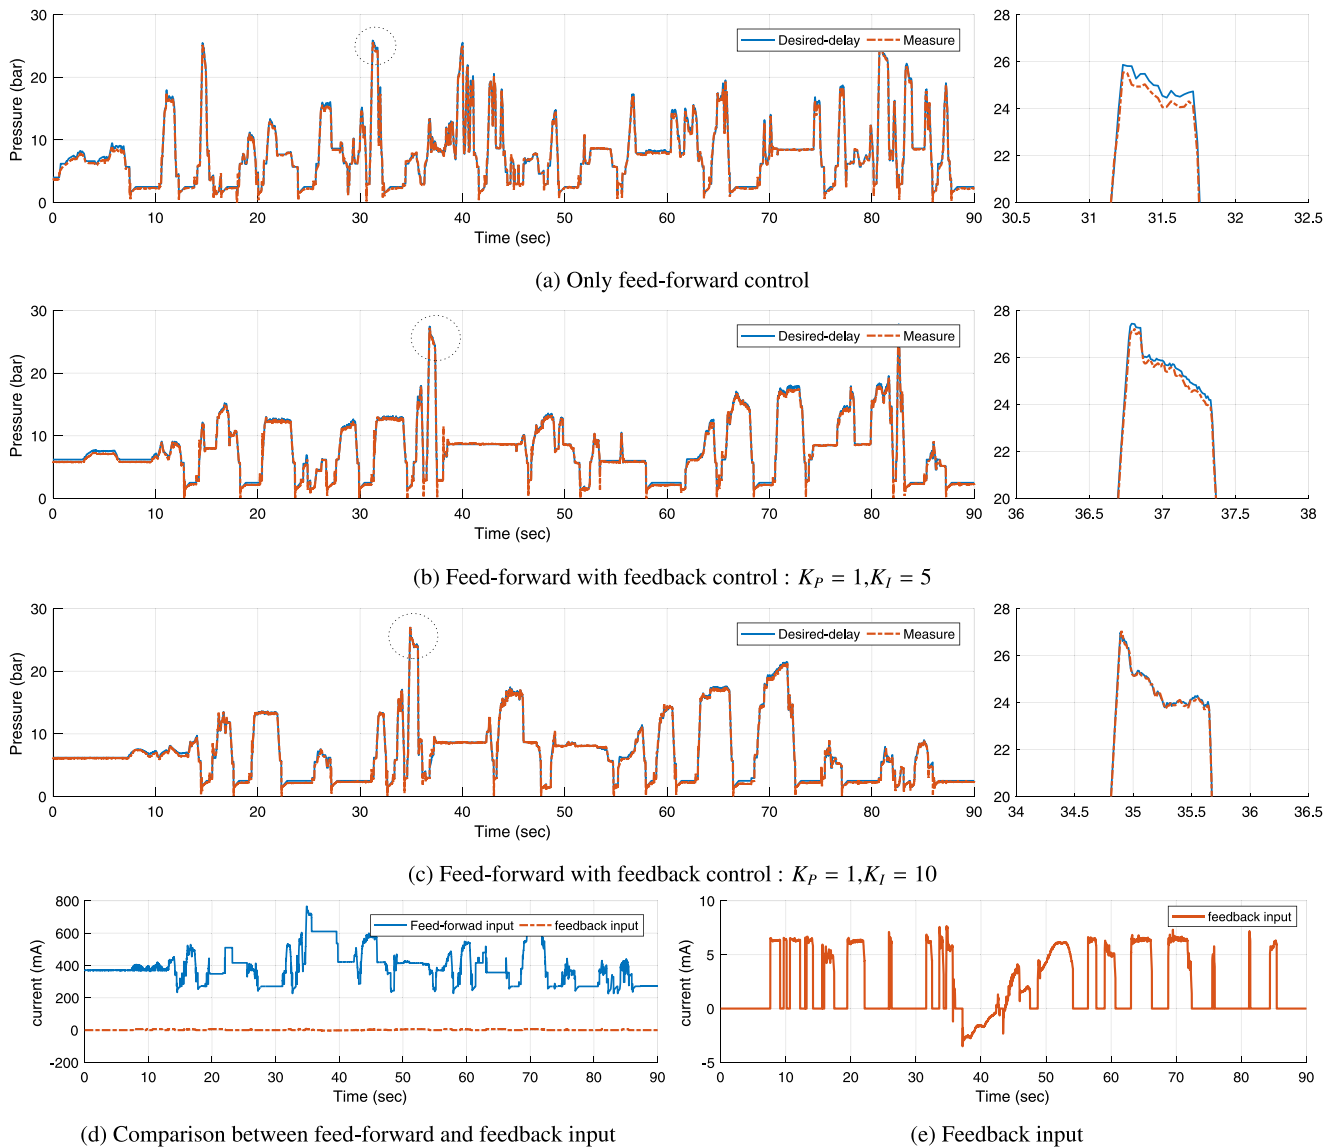 Pressure (bar)
30
20
10
0
Desired-delay Measure
0 10 20 30 40 50 60 70 80 90
Time (sec)
28
26
24
22
20
30.5 31 31.5 32 32.5
(a) Only feed-forward control
Pressure (bar)
30
20
10
0
Desired-delay Measure
0 10 20 30 40 50 60 70 80 90
Time (sec)
28
26
24
22
20
36 36.5 37 37.5 38
(b) Feed-forward with feedback control : K_P = 1,K_I = 5
Pressure (bar)
30
20
10
0
Desired-delay Measure
0 10 20 30 40 50 60 70 80 90
Time (sec)
28
26
24
22
20
34 34.5 35 35.5 36 36.5
(c) Feed-forward with feedback control : K_P = 1,K_I = 10
current (mA)
800
600
400
200
0
-200
Feed-forwad input feedback input
0 10 20 30 40 50 60 70 80 90
Time (sec)
(d) Comparison between feed-forward and feedback input
current (mA)
10
5
0
-5
feedback input
0 10 20 30 40 50 60 70 80 90
Time (sec)
(e) Feedback input